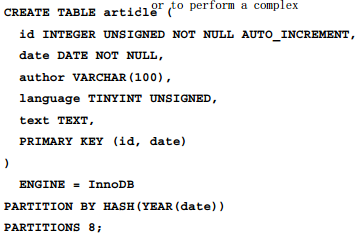 or to perform a complex
CREATE TABLE article (
id INTEGER UNSIGNED NOT NULL AUTO_INCREMENT,
date DATE NOT NULL,
author VARCHAR(100),
language TINYINT UNSIGNED,
text TEXT,
PRIMARY KEY (id, date)
)
ENGINE = InnoDB
PARTITION BY HASH(YEAR(date))
PARTITIONS 8;